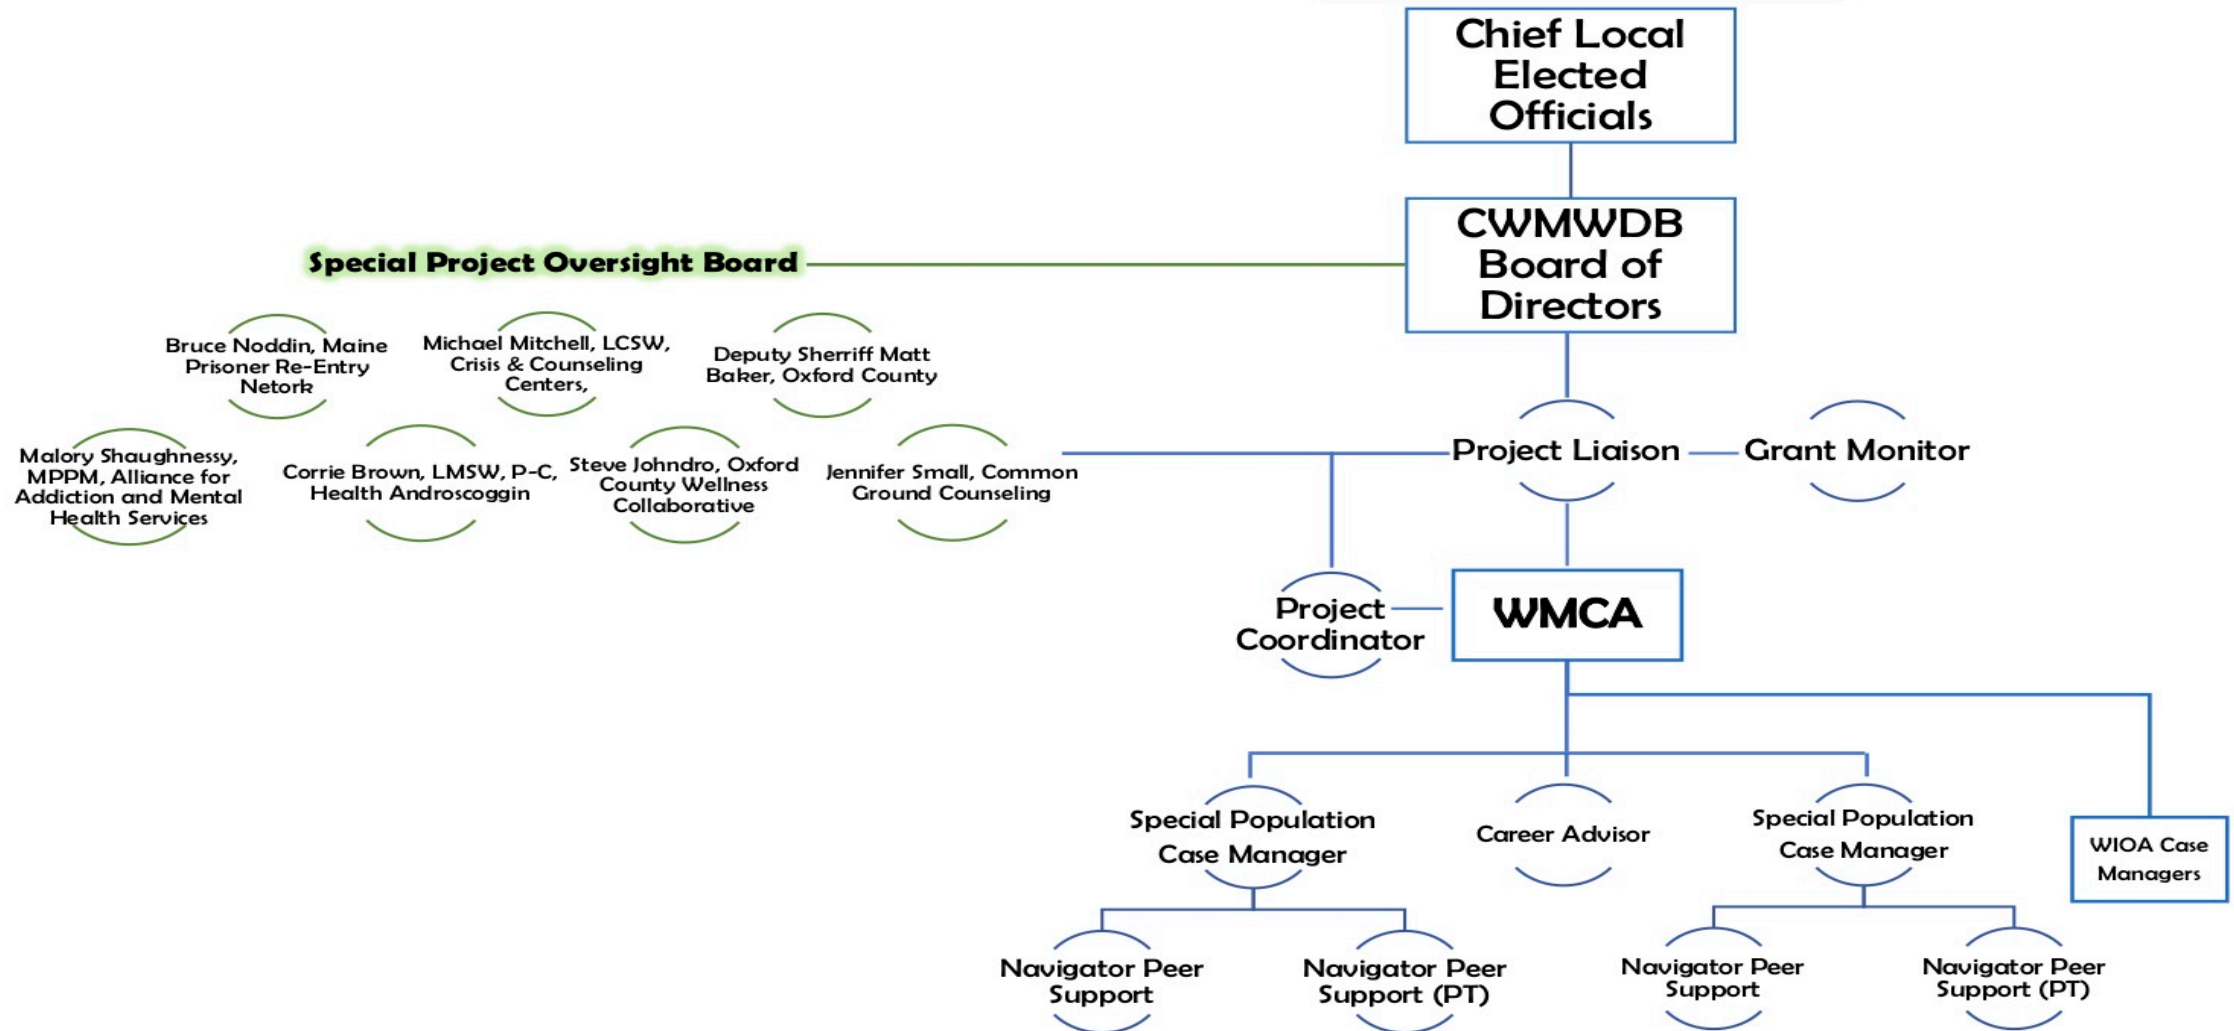 Chief Local
Elected
Officials
CWMWDB
Board of
Directors
Special Project Oversight Board
Bruce Noddin, Maine
Prisoner Re-Entry
Netork
Michael Mitchell, LCSW,
Crisis & Counseling
Centers,
Deputy Sherriff Matt
Baker, Oxford County
Malory Shaughnessy,
MPPM, Alliance for
Addiction and Mental
Health Services
Corrie Brown, LMSW, P-C,
Health Androscoggin
Steve Johndro, Oxford
County Wellness
Collaborative
Jennifer Small, Common
Ground Counseling
Project Liaison
Grant Monitor
Project
Coordinator
WMCA
Special Population
Case Manager
Career Advisor
Special Population
Case Manager
WIOA Case
Managers
Navigator Peer
Support
Navigator Peer
Support (PT)
Navigator Peer
Support
Navigator Peer
Support (PT)